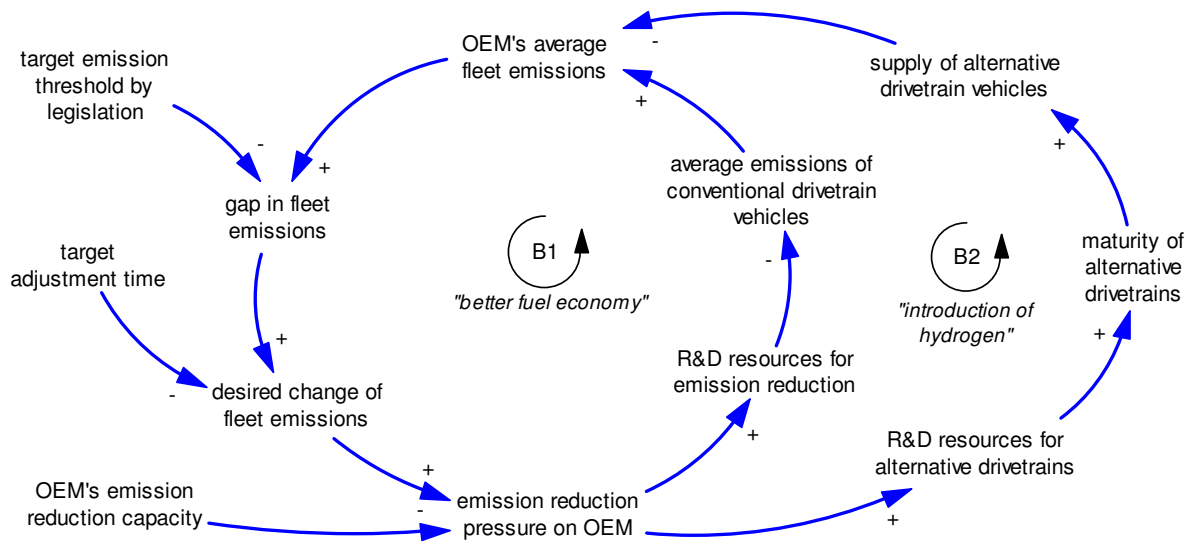 OEM's average
fleet emissions
-
target emission
threshold by
legislation
supply of alternative
drivetrain vehicles
+
-
+
+
average emissions of
conventional drivetrain
vehicles
gap in fleet
emissions
target
adjustment time
B1
"better fuel economy"
-
B2
"introduction of
hydrogen"
maturity of
alternative
drivetrains
+
+
R&D resources for
emission reduction
-
desired change of
fleet emissions
+
R&D resources for
alternative drivetrains
+
OEM's emission
reduction capacity
-
emission reduction
pressure on OEM
+